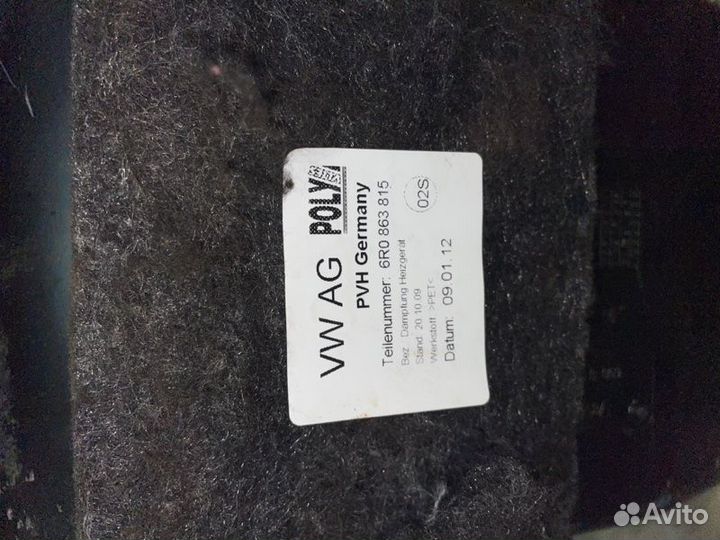 VW AG
POLY
PVH Germany
Teilenummer: 6R0 863 815
Bez. Dämpfung Heizgerät
Stand 20.10.09
Werkstoff >PET<
Datum: 09.01.12
02S
Avito